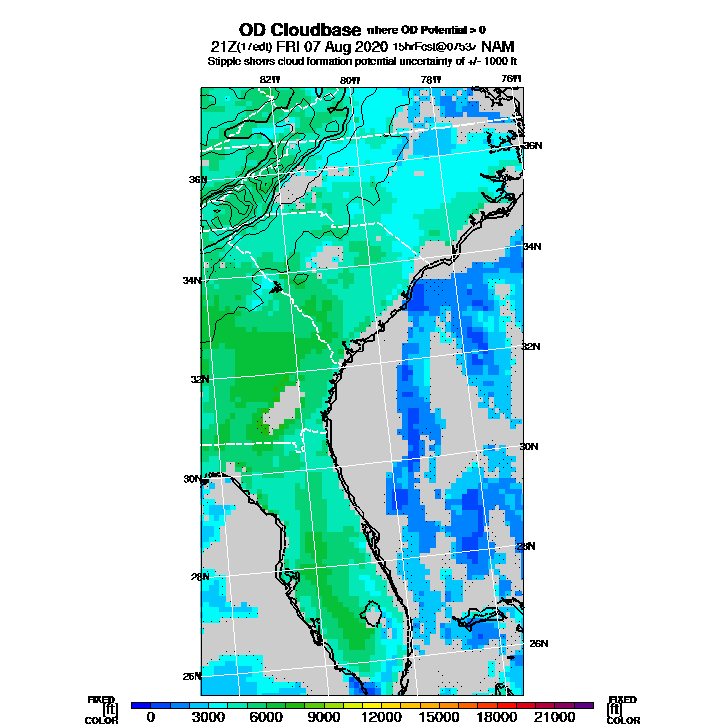 OD Cloudbase where OD Potential > 0
21Z(17edt) FRI 07 Aug 2020 15hrFcst@0753z NAM
Stipple shows cloud formation potential uncertainty of +/- 1000 ft
82W 80W 78W 76W
36N
36N
34N
34N
32N
32N
30N
30N
28N
28N
26N
26N
FIXED FIXED
[ft] [ft]
COLOR COLOR
0 3000 6000 9000 12000 15000 18000 21000